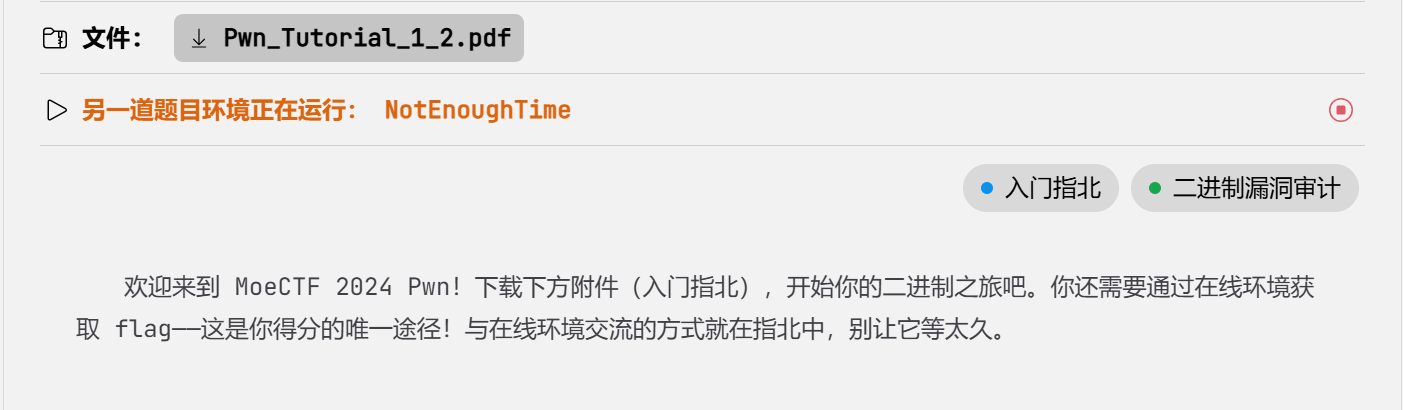 文件： Pwn_Tutorial_1_2.pdf
另一道题目环境正在运行： NotEnoughTime
入门指北 二进制漏洞审计
欢迎来到 MoeCTF 2024 Pwn！下载下方附件（入门指北），开始你的二进制之旅吧。你还需要通过在线环境获
取 flag——这是你得分的唯一途径！与在线环境交流的方式就在指北中，别让它等太久。